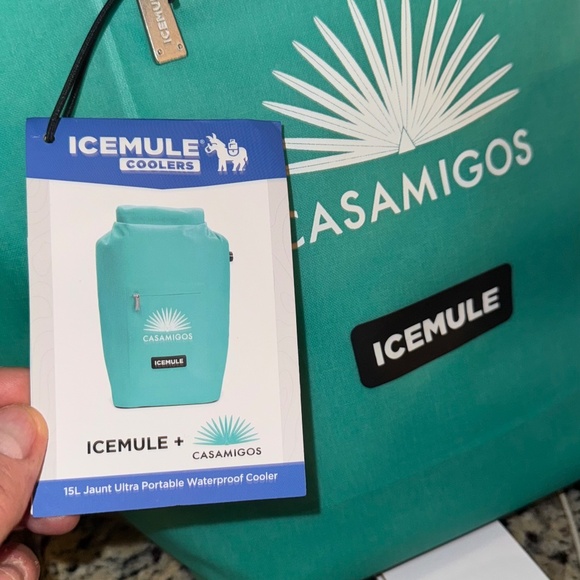 ICEMULE
CASAMIGOS
ICEMULE
ICEMULE®
COOLERS
CASAMIGOS
ICEMULE
ICEMULE + CASAMIGOS
15L Jaunt Ultra Portable Waterproof Cooler